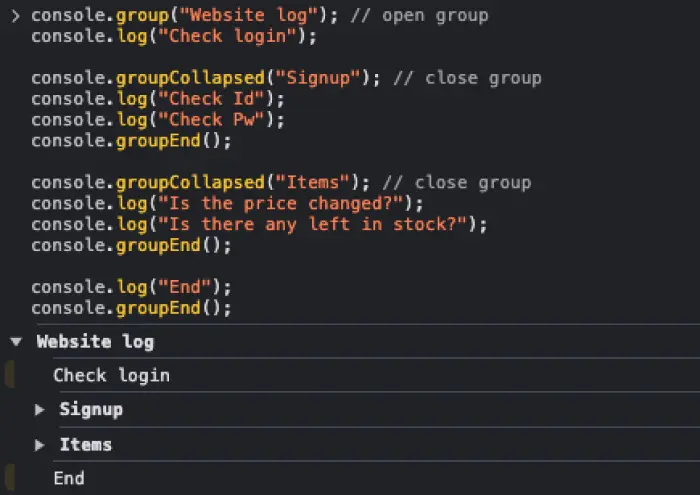 > console.group("Website log"); // open group
console.log("Check login");
console.groupCollapsed("Signup"); // close group
console.log("Check Id");
console.log("Check Pw");
console.groupEnd();
console.groupCollapsed("Items"); // close group
console.log("Is the price changed?");
console.log("Is there any left in stock?");
console.groupEnd();
console.log("End");
console.groupEnd();
▼ Website log
Check login
▶ Signup
▶ Items
End